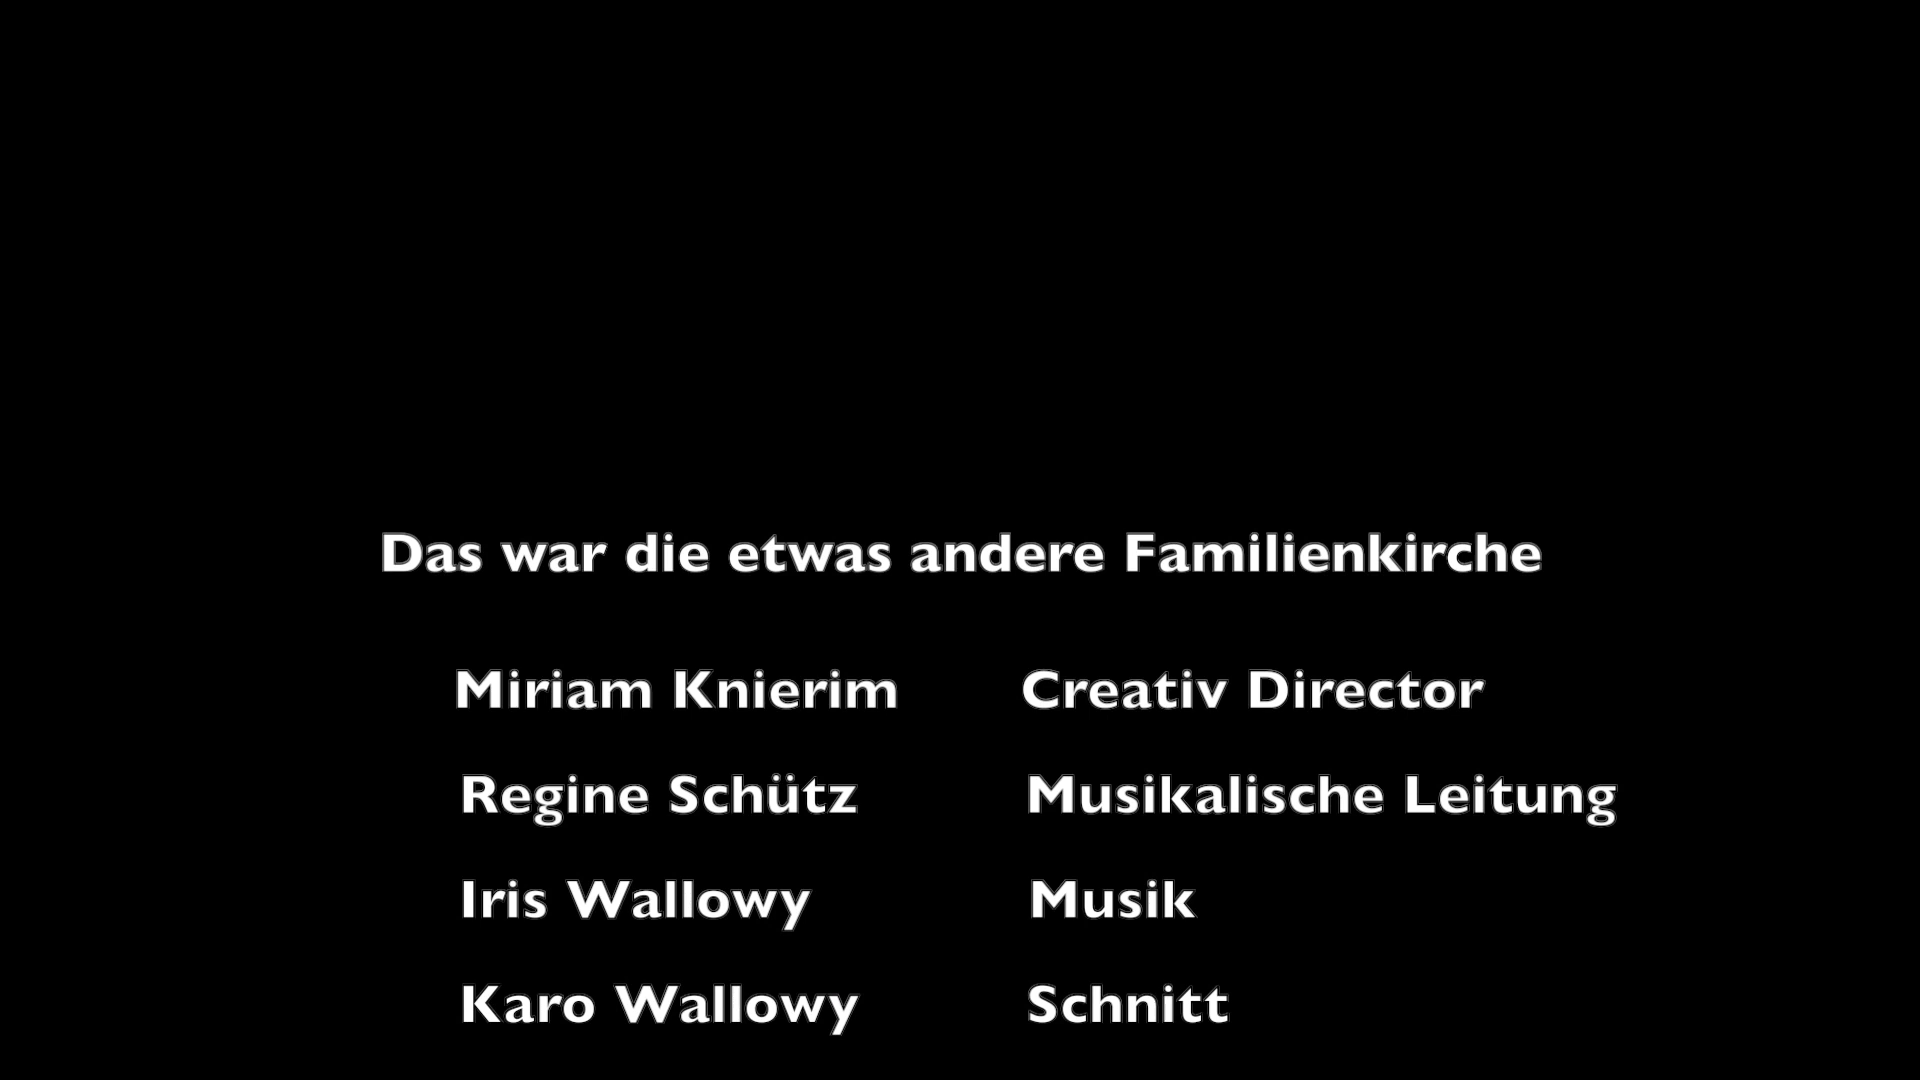 Das war die etwas andere Familienkirche
Miriam Knierim Creativ Director
Regine Schütz Musikalische Leitung
Iris Wallowy Musik
Karo Wallowy Schnitt